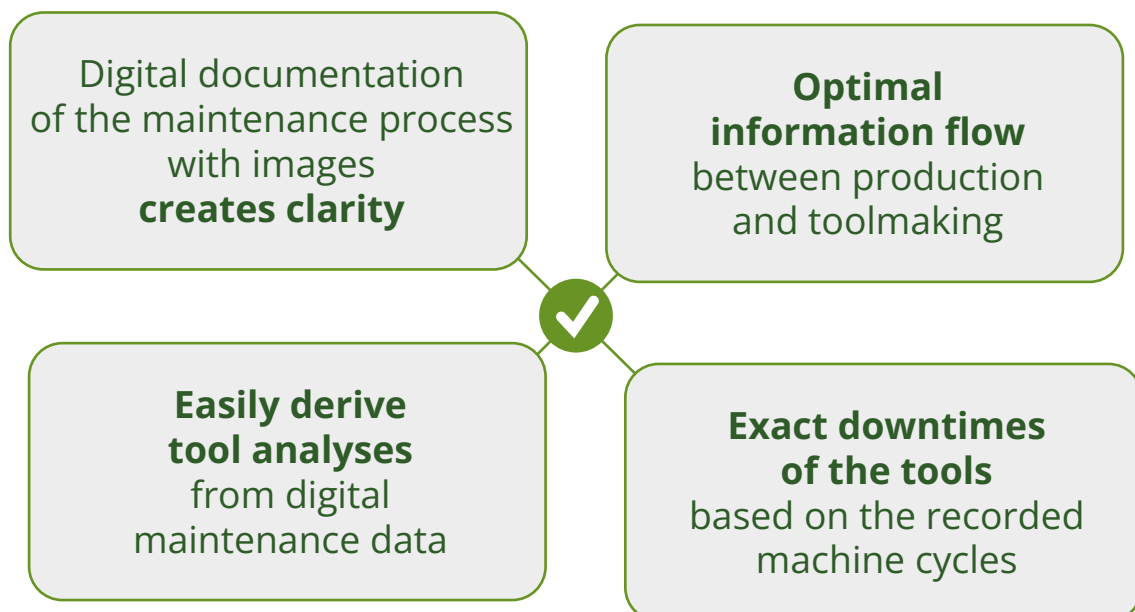 Digital documentation
of the maintenance process
with images
creates clarity
Optimal
information flow
between production
and toolmaking
Easily derive
tool analyses
from digital
maintenance data
Exact downtimes
of the tools
based on the recorded
machine cycles